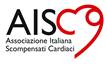 AISC
Associazione Italiana
Scompensati Cardiaci